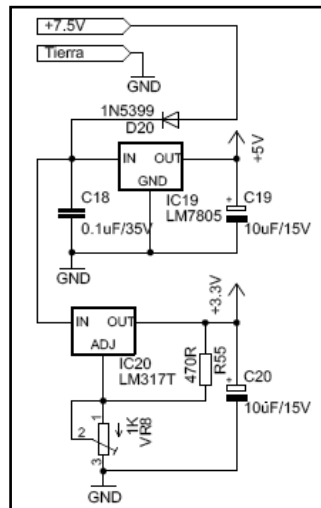 +7.5V
Tierra
GND
1N5399
D20
+5V
IN OUT
GND
IC19
LM7805
C18
0.1uF/35V
C19
10uF/15V
GND
+3.3V
IN OUT
ADJ
IC20
LM317T
470R
R55
C20
10uF/15V
1
2
3
1K
VR8
GND